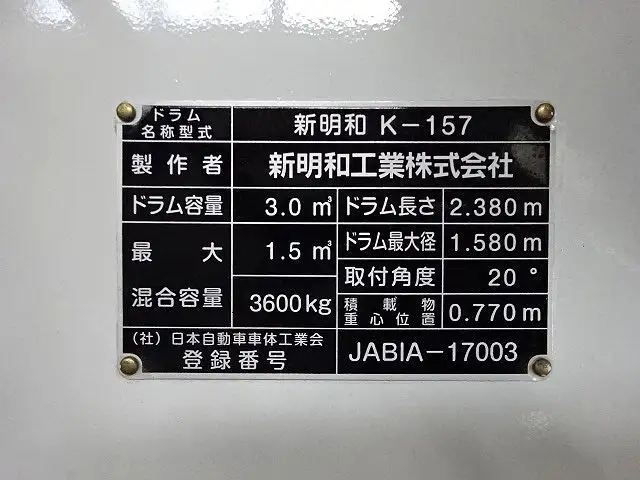 ドラム
名称型式
新明和 K-157
製作者
新明和工業株式会社
ドラム容量
3.0 m³
ドラム長さ
2.380 m
最大
混合容量
1.5 m³
3600kg
ドラム最大径
1.580 m
取付角度
20°
積載物
重心位置
0.770 m
(社)日本自動車車体工業会
登録番号
JABIA-17003